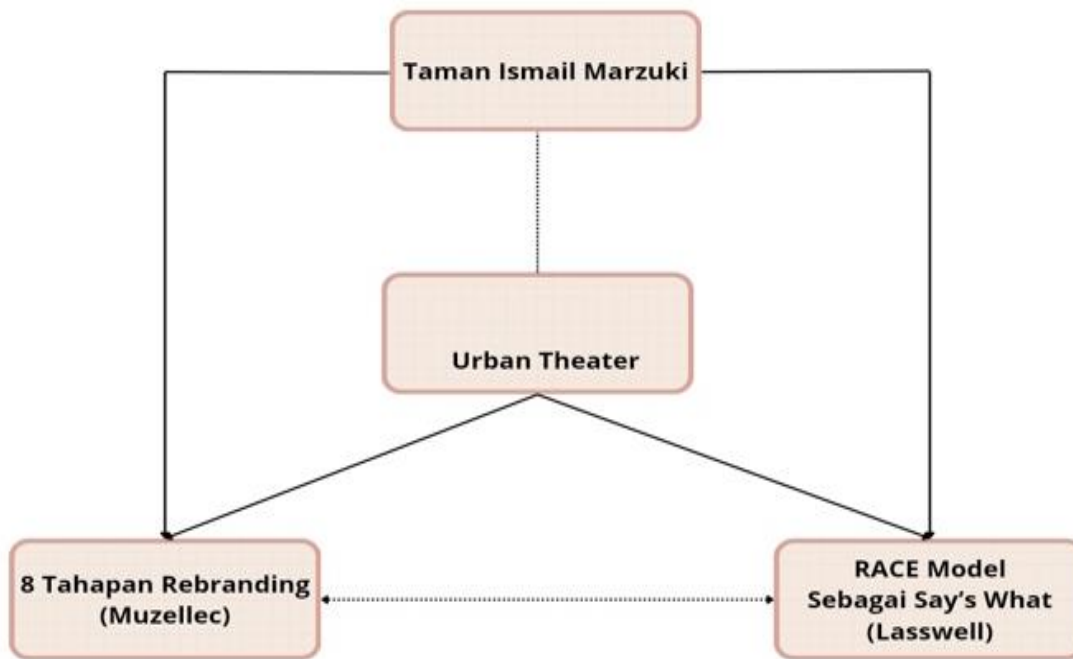 Taman Ismail Marzuki
Urban Theater
8 Tahapan Rebranding
(Muzellec)
RACE Model
Sebagai Say's What
(Lasswell)